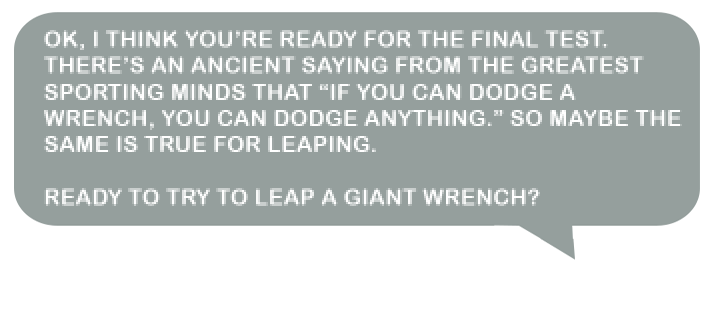 OK, I THINK YOU'RE READY FOR THE FINAL TEST.
THERE'S AN ANCIENT SAYING FROM THE GREATEST
SPORTING MINDS THAT “IF YOU CAN DODGE A
WRENCH, YOU CAN DODGE ANYTHING.” SO MAYBE THE
SAME IS TRUE FOR LEAPING.
READY TO TRY TO LEAP A GIANT WRENCH?